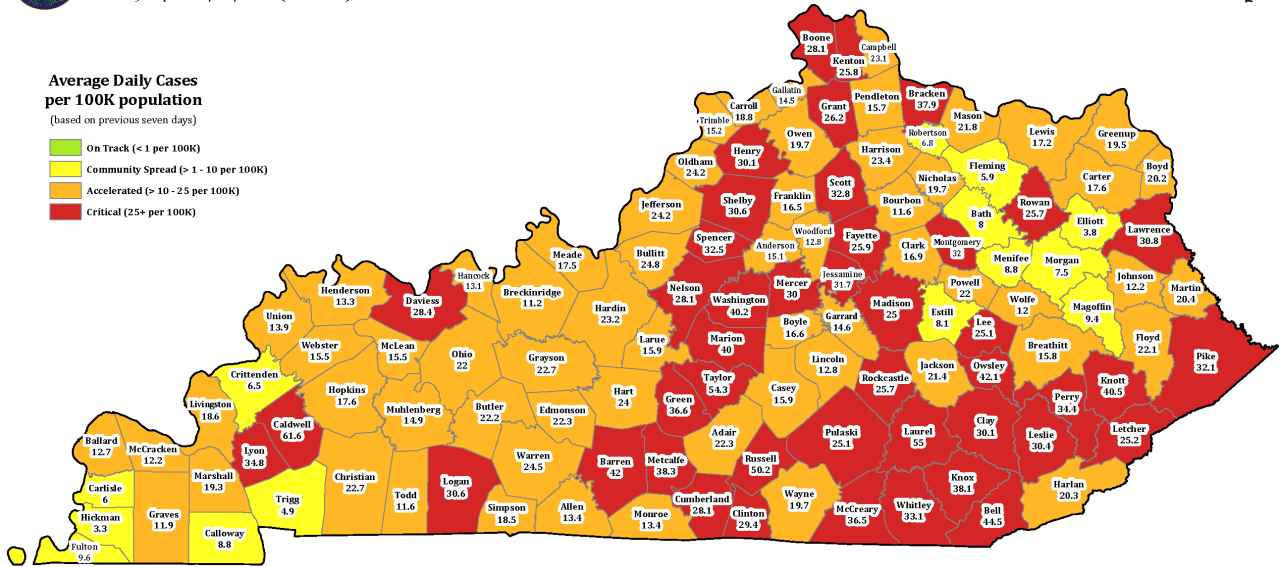 Average Daily Cases
per 100K population
(based on previous seven days)
On Track (< 1 per 100K)
Community Spread (> 1 - 10 per 100K)
Accelerated (> 10 - 25 per 100K)
Critical (25+ per 100K)
Boone
28.1
Kenton
25.8
Campbell
23.1
Gallatin
14.5
Carroll
18.8
Trimble
15.2
Grant
26.2
Pendleton
15.7
Bracken
37.9
Mason
21.8
Robertson
6.8
Lewis
17.2
Greenup
19.5
Owen
19.7
Henry
30.1
Oldham
24.2
Harrison
23.4
Fleming
5.9
Boyd
20.2
Carter
17.6
Nicholas
19.7
Scott
32.8
Shelby
30.6
Franklin
16.5
Jefferson
24.2
Bourbon
11.6
Rowan
25.7
Bath
8
Elliott
3.8
Lawrence
30.8
Woodford
12.8
Fayette
25.9
Spencer
32.5
Anderson
15.1
Clark
16.9
Montgomery
32
Bullitt
24.8
Meade
17.5
Menifee
8.8
Morgan
7.5
Hancock
13.1
Jessamine
31.7
Mercer
30
Nelson
28.1
Washington
40.2
Powell
22
Johnson
12.2
Martin
20.4
Henderson
13.3
Daviess
28.4
Breckinridge
11.2
Hardin
23.2
Madison
25
Wolfe
12
Magoffin
9.4
Estill
8.1
Union
13.9
Boyle
16.6
Garrard
14.6
Lee
25.1
Webster
15.5
McLean
15.5
Ohio
22
Grayson
22.7
Larue
15.9
Marion
40
Breathitt
15.8
Floyd
22.1
Pike
32.1
Crittenden
6.5
Lincoln
12.8
Jackson
21.4
Owsley
42.1
Taylor
54.3
Rockcastle
25.7
Knott
40.5
Hopkins
17.6
Hart
24
Casey
15.9
Green
36.6
Perry
34.4
Livingston
18.6
Muhlenberg
14.9
Butler
22.2
Edmonson
22.3
Caldwell
61.6
Clay
30.1
Letcher
25.2
Adair
22.3
Pulaski
25.1
Laurel
55
Leslie
30.4
Ballard
12.7
McCracken
12.2
Lyon
34.8
Warren
24.5
Barren
42
Metcalfe
38.3
Russell
50.2
Marshall
19.3
Christian
22.7
Logan
30.6
Knox
38.1
Harlan
20.3
Carlisle
6
Trigg
4.9
Todd
11.6
Simpson
18.5
Allen
13.4
Monroe
13.4
Cumberland
28.1
Clinton
29.4
Wayne
19.7
McCreary
36.5
Whitley
33.1
Bell
44.5
Hickman
3.3
Graves
11.9
Calloway
8.8
Fulton
9.6